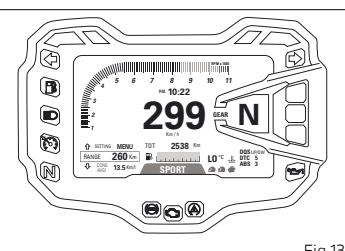 RPM x 1000
1 2 3 4 5 6 7 8 9 10 11
P.M. 10:22
299
Km / h
GEAR N
SETTING MENU
TOT 2538 Km
RANGE 260 Km
CONS. AVG1 13.5 Km/l
LO °C
DQS UP/DW
DTC 5
ABS 3
SPORT
N
Fig 13